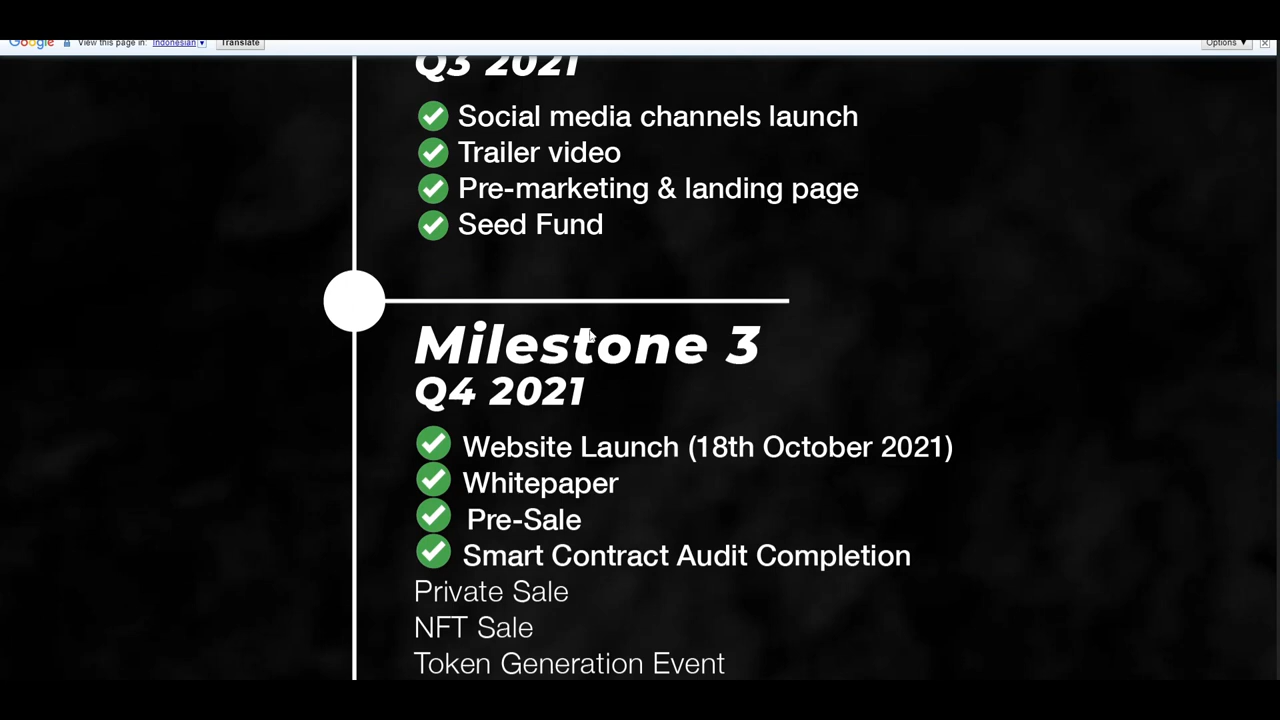 Google View this page in: Indonesian Translate Options ▼
Q3 2021
Social media channels launch
Trailer video
Pre-marketing & landing page
Seed Fund
Milestone 3
Q4 2021
Website Launch (18th October 2021)
Whitepaper
Pre-Sale
Smart Contract Audit Completion
Private Sale
NFT Sale
Token Generation Event